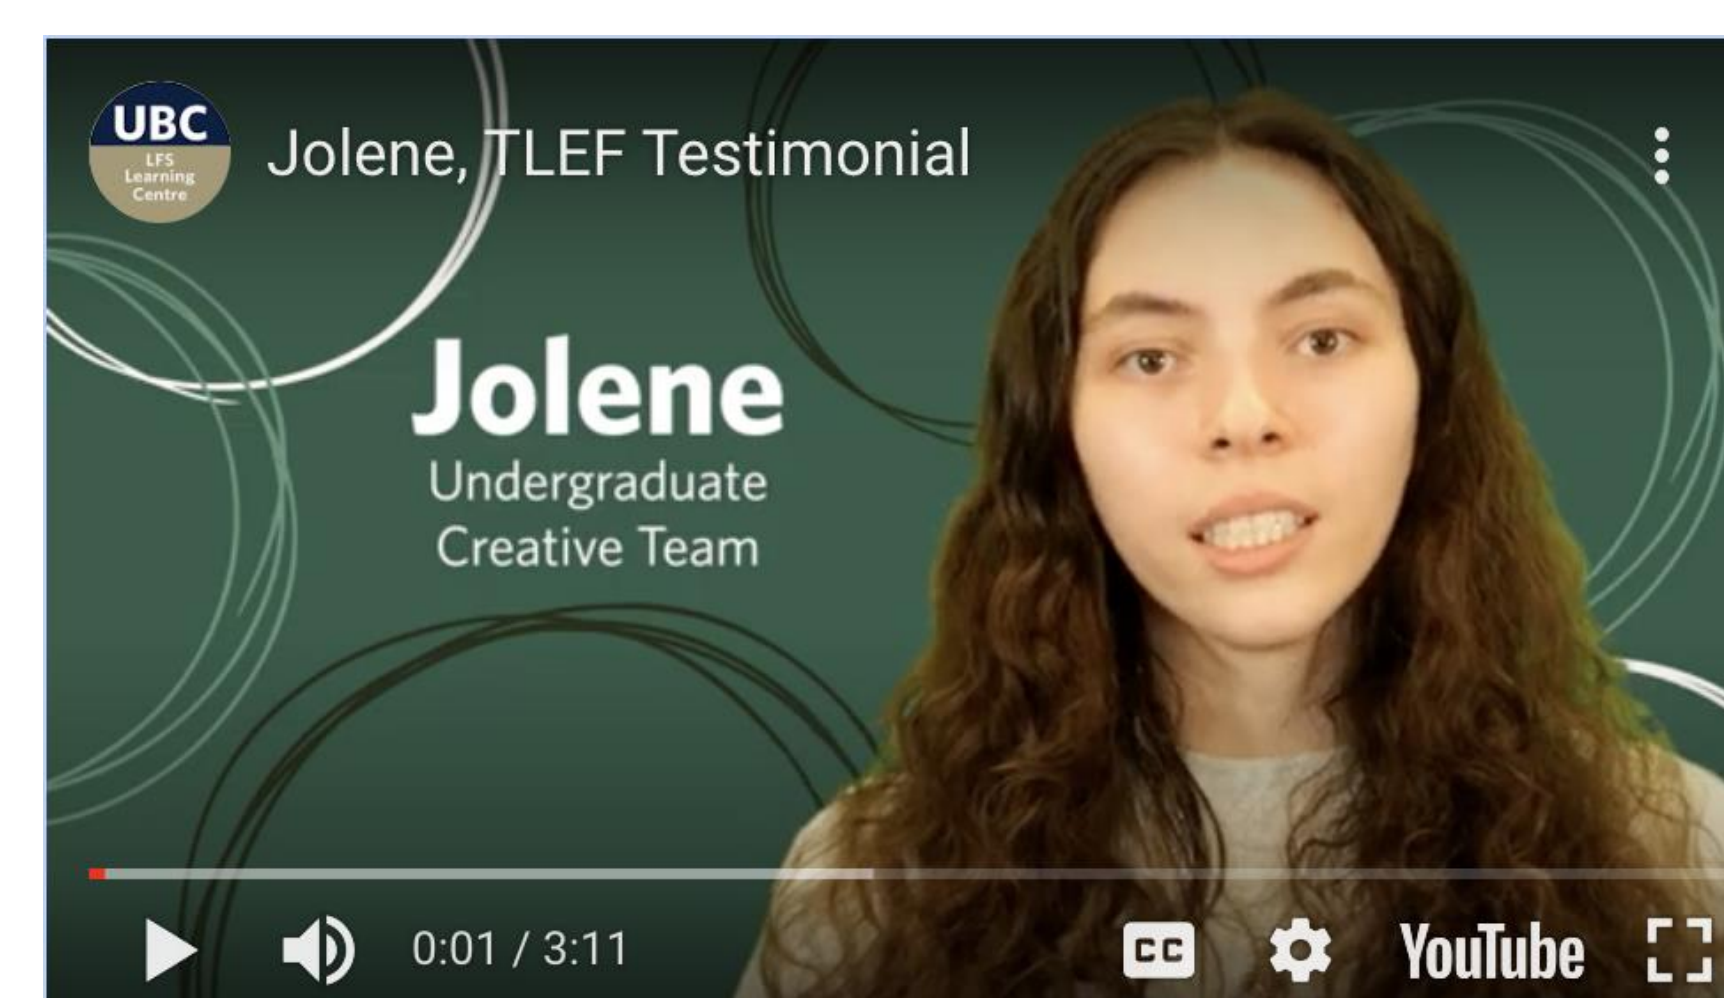 UBC
LFS
Learning
Centre
Jolene, TLEF Testimonial
Jolene
Undergraduate
Creative Team
0:01 / 3:11
CC
YouTube